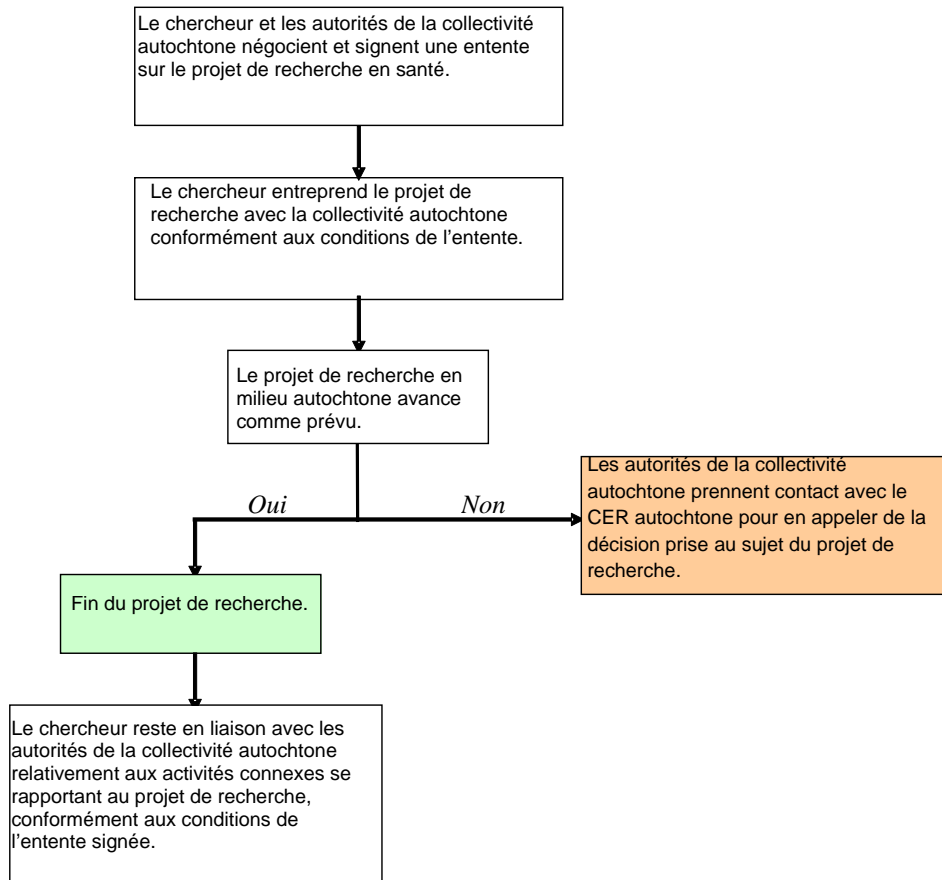 Le chercheur et les autorités de la collectivité
autochtone négocient et signent une entente
sur le projet de recherche en santé.
Le chercheur entreprend le projet de
recherche avec la collectivité autochtone
conformément aux conditions de l'entente.
Le projet de recherche en
milieu autochtone avance
comme prévu.
Oui
Non
Les autorités de la collectivité
autochtone prennent contact avec le
CER autochtone pour en appeler de la
décision prise au sujet du projet de
recherche.
Fin du projet de recherche.
Le chercheur reste en liaison avec les
autorités de la collectivité autochtone
relativement aux activités connexes se
rapportant au projet de recherche,
conformément aux conditions de
l'entente signée.